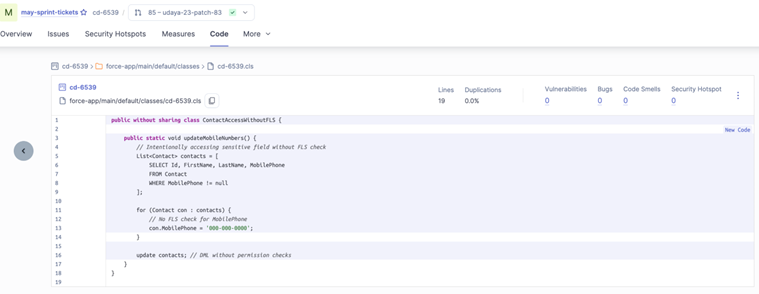 M may-sprint-tickets cd-6539 / 85 – udaya-23-patch-83
Overview Issues Security Hotspots Measures Code More
cd-6539 > force-app/main/default/classes > cd-6539.cls
cd-6539
force-app/main/default/classes/cd-6539.cls
Lines Duplications Vulnerabilities Bugs Code Smells Security Hotspot
19 0.0% 0 0 0 0
New Code
1 public without sharing class ContactAccessWithoutFLS {
2
3 public static void updateMobileNumbers() {
4 // Intentionally accessing sensitive field without FLS check
5 List<Contact> contacts = [
6 SELECT Id, FirstName, LastName, MobilePhone
7 FROM Contact
8 WHERE MobilePhone != null
9 ];
10
11 for (Contact con : contacts) {
12 // No FLS check for MobilePhone
13 con.MobilePhone = '000-000-0000';
14 }
15
16 update contacts; // DML without permission checks
17 }
18 }
19